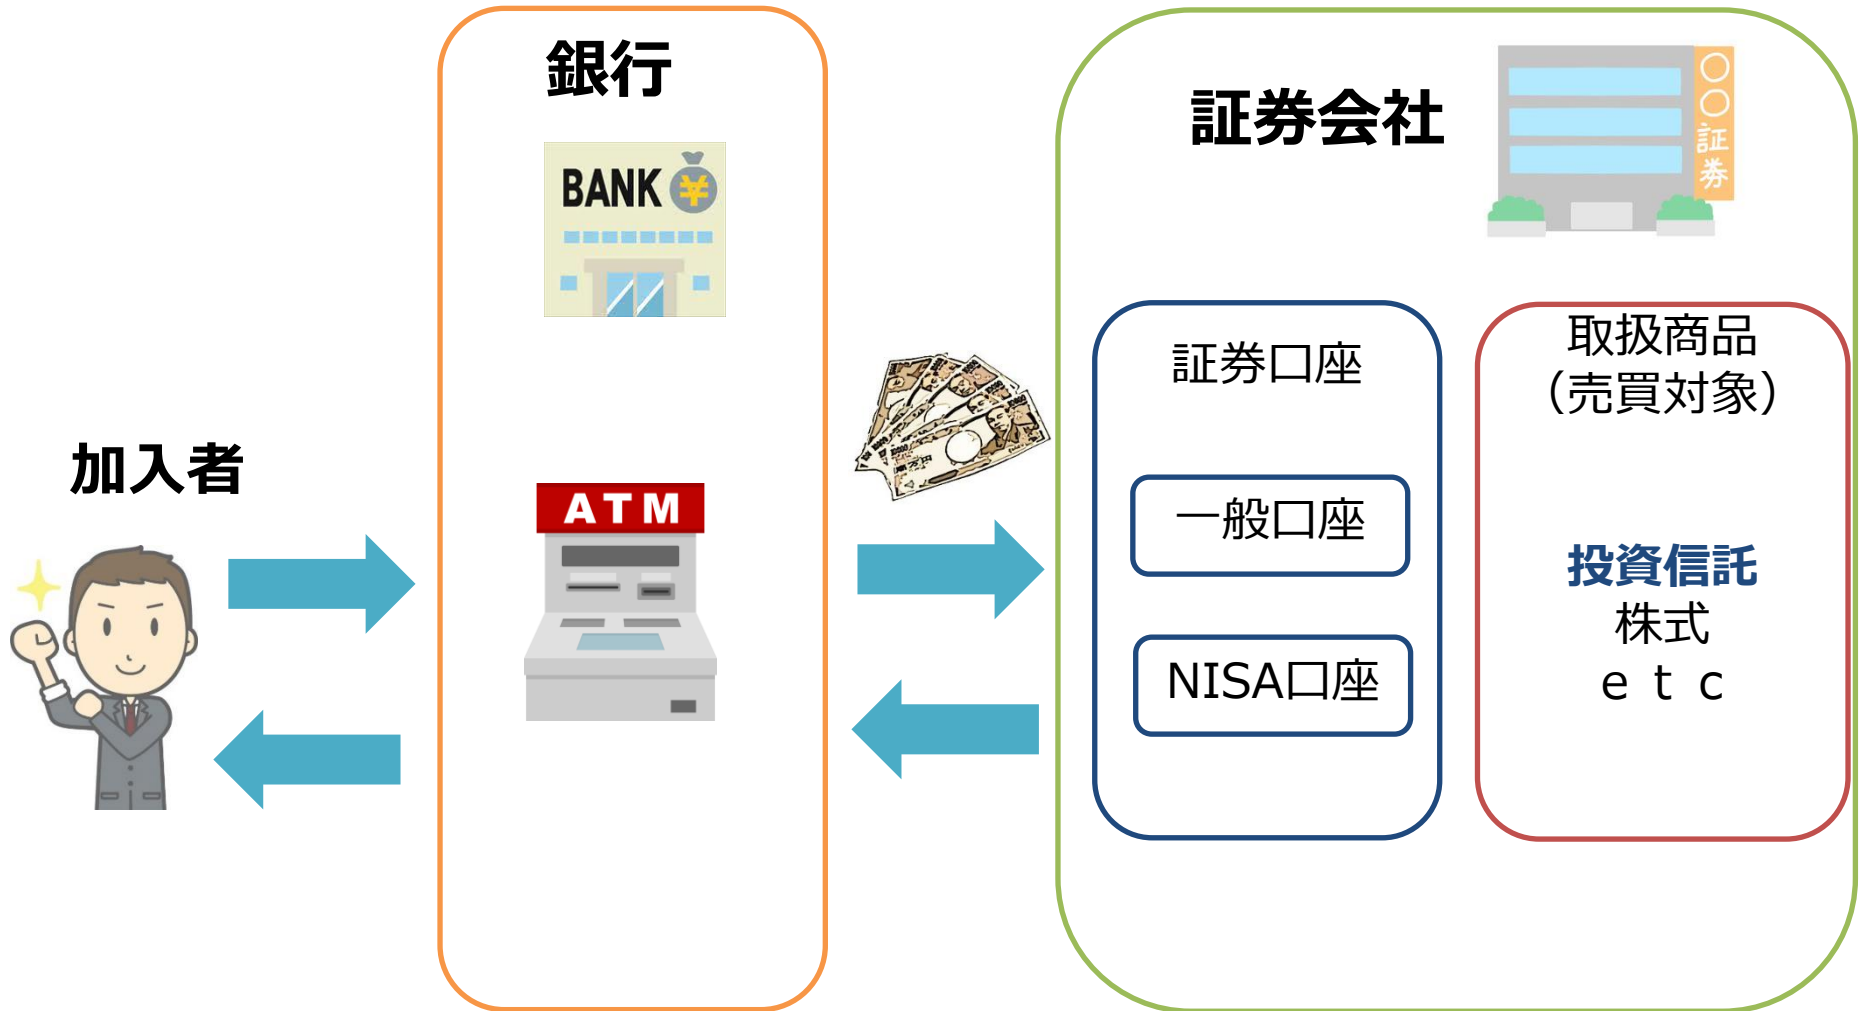 加入者
銀行
BANK
¥
ATM
証券会社
〇〇証券
証券口座
一般口座
NISA口座
取扱商品
（売買対象）
投資信託
株式
ｅｔｃ